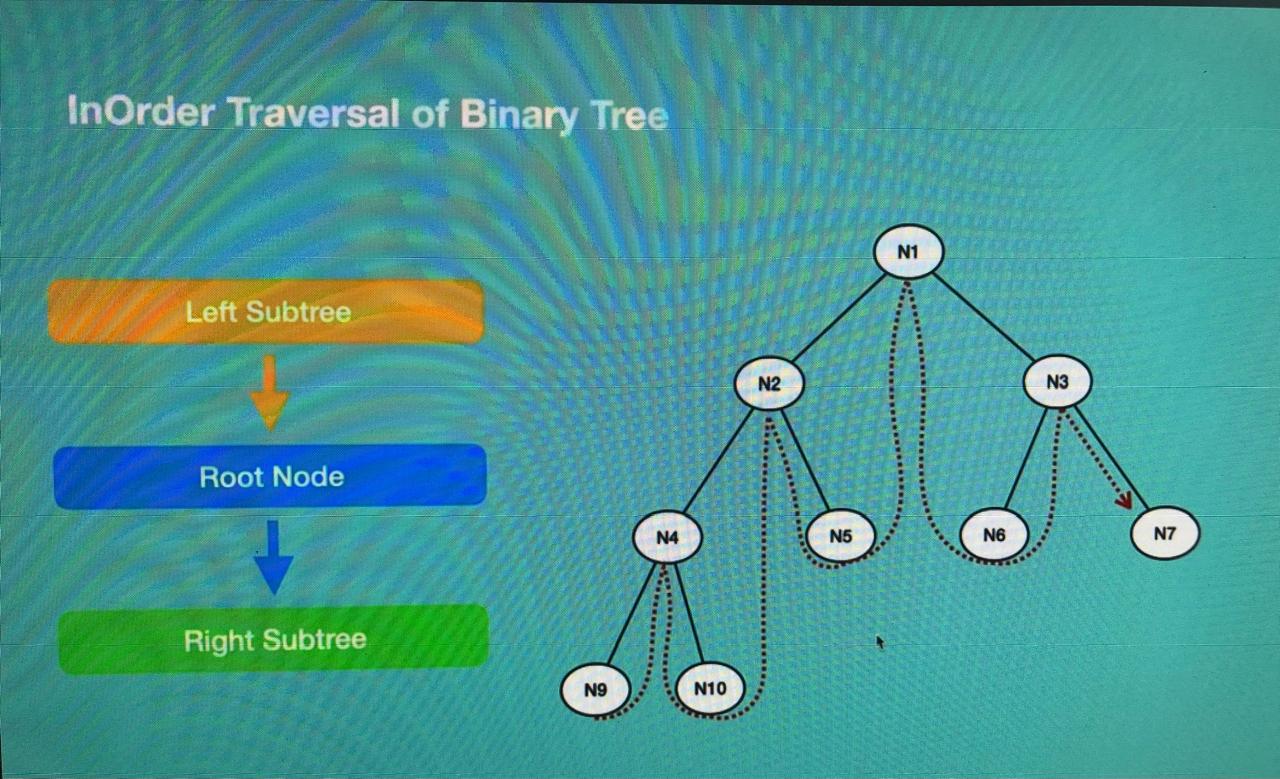 InOrder Traversal of Binary Tree
Left Subtree
Root Node
Right Subtree
N1
N2
N3
N4
N5
N6
N7
N9
N10